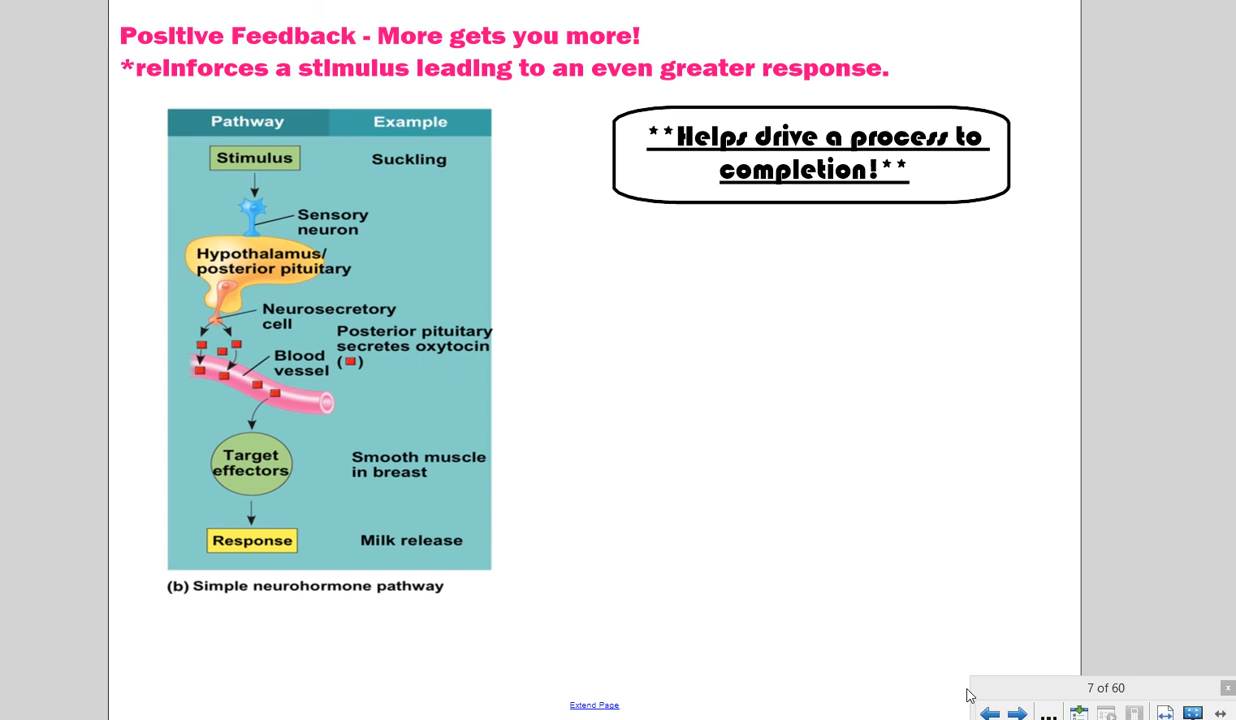 Positive Feedback - More gets you more!
*reinforces a stimulus leading to an even greater response.
**Helps drive a process to
completion!**
Pathway
Example
Stimulus
Suckling
Sensory
neuron
Hypothalamus/
posterior pituitary
Neurosecretory
cell
Posterior pituitary
secretes oxytocin
( )
Blood
vessel
Target
effectors
Smooth muscle
in breast
Response
Milk release
(b) Simple neurohormone pathway
Extend Page
7 of 60
x